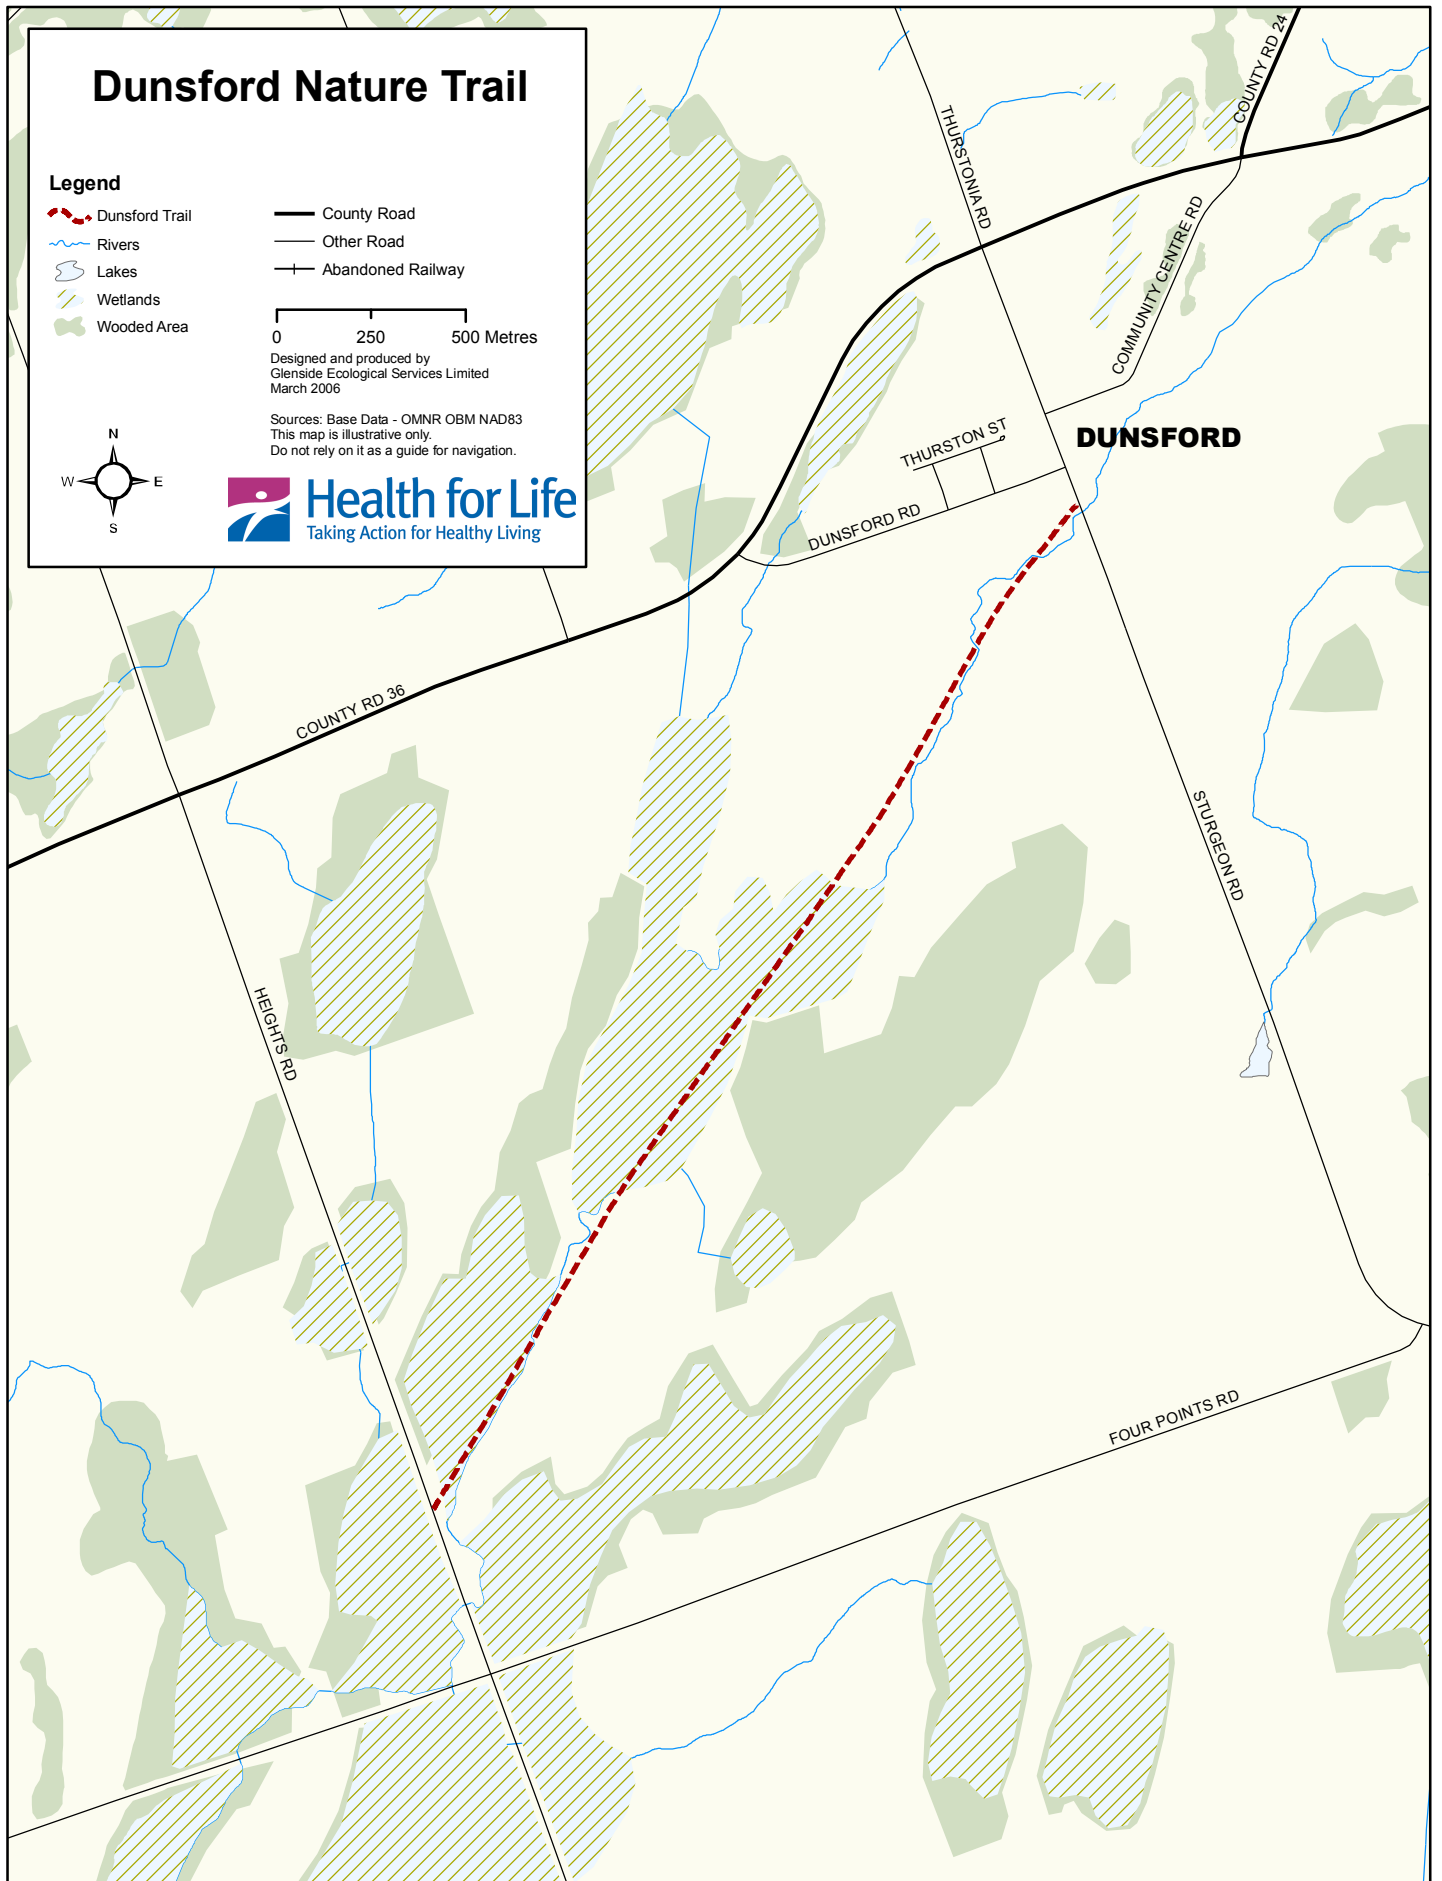 Dunsford Nature Trail
Legend
Dunsford Trail
Rivers
Lakes
Wetlands
Wooded Area
County Road
Other Road
Abandoned Railway
0 250 500 Metres
Designed and produced by
Glenside Ecological Services Limited
March 2006
Sources: Base Data - OMNR OBM NAD83
This map is illustrative only.
Do not rely on it as a guide for navigation.
N
W E
S
Health for Life
Taking Action for Healthy Living
COUNTY RD 24
THURSTONIA RD
COMMUNITY CENTRE RD
DUNSFORD
THURSTON ST
DUNSFORD RD
COUNTY RD 36
STURGEON RD
HEIGHTS RD
FOUR POINTS RD